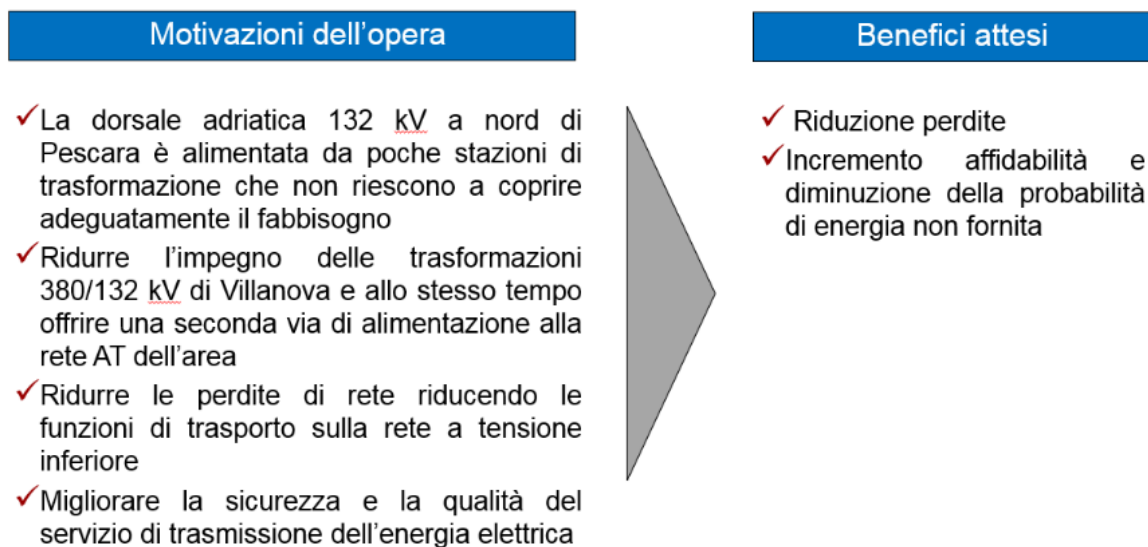 Motivazioni dell'opera
La dorsale adriatica 132 kV a nord di
Pescara è alimentata da poche stazioni di
trasformazione che non riescono a coprire
adeguatamente il fabbisogno
Ridurre l'impegno delle trasformazioni
380/132 kV di Villanova e allo stesso tempo
offrire una seconda via di alimentazione alla
rete AT dell'area
Ridurre le perdite di rete riducendo le
funzioni di trasporto sulla rete a tensione
inferiore
Migliorare la sicurezza e la qualità del
servizio di trasmissione dell'energia elettrica
Benefici attesi
Riduzione perdite
Incremento affidabilità e
diminuzione della probabilità
di energia non fornita